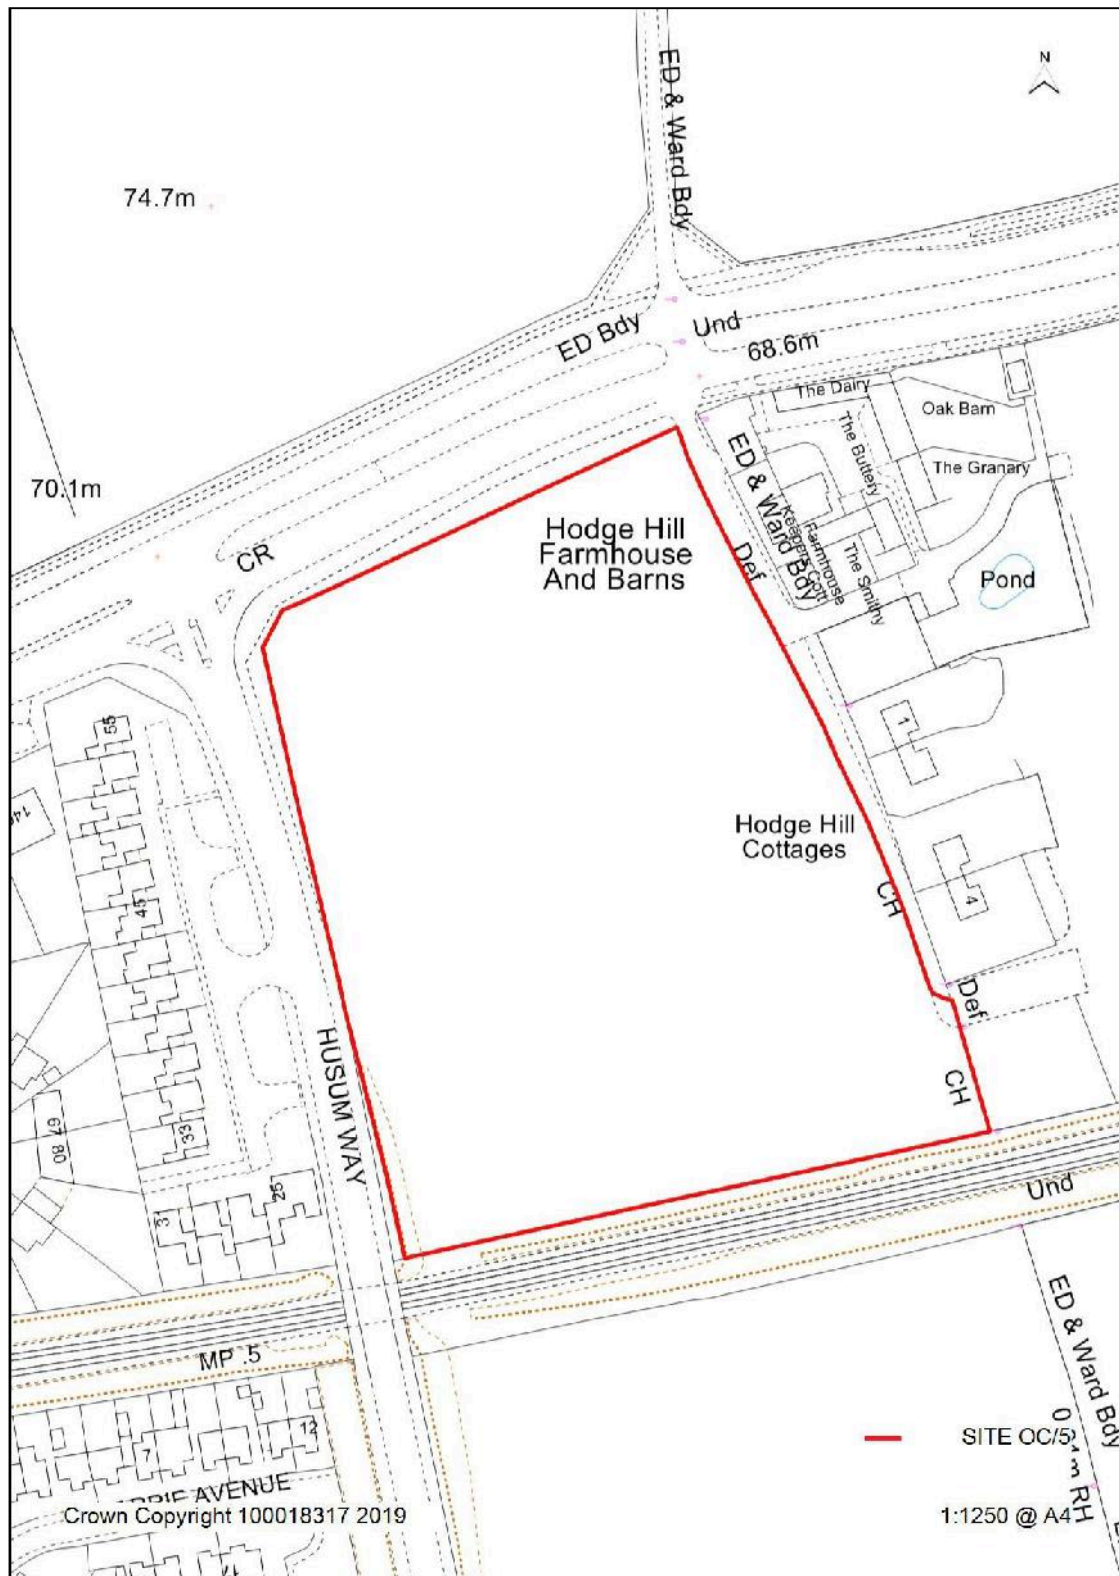 N
ED & Ward Bdy
74.7m
ED Bdy
Und
68.6m
The Dairy
Oak Barn
The Buttery
The Granary
70.1m
ED & Ward Bdy
Hodge Hill
Farmhouse
And Barns
CR
Def
Keepers Cott
Farmhouse
The Smithy
Pond
55
1
Hodge Hill
Cottages
45
CH
4
Def
HUSUM WAY
CH
67
80
33
25
31
Und
MP .5
ED & Ward Bdy
12
7
SITE OC/5
AVENUE
RH
Crown Copyright 100018317 2019
1:1250 @ A4